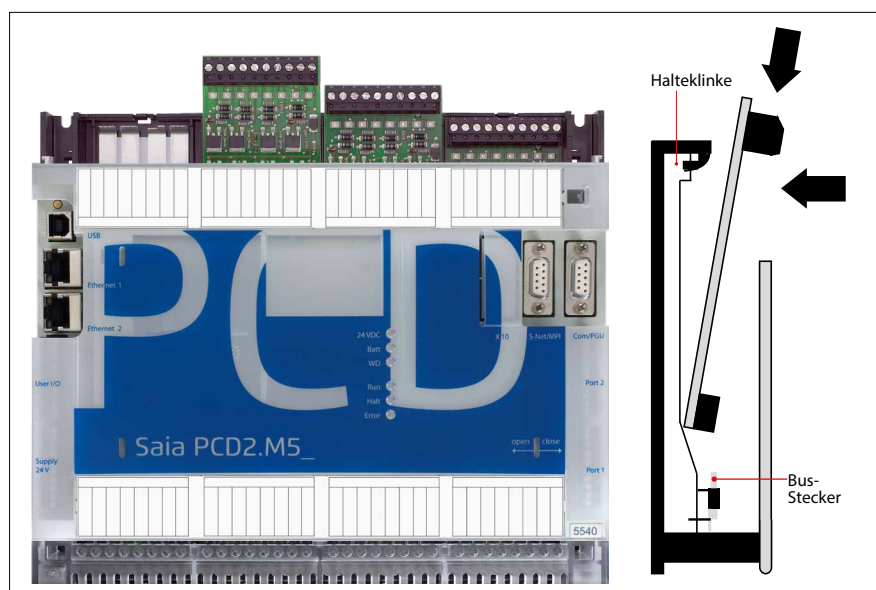 Halteklinke
USB
Ethernet 1
Ethernet 2
PCD
24 VDC
Batt
WD
Run
Halt
Error
X10
S-Net/MPI
Com/PGU
User I/O
Port 2
Supply
24 V
Saia PCD2.M5_
open
close
Port 1
5540
Bus-
Stecker